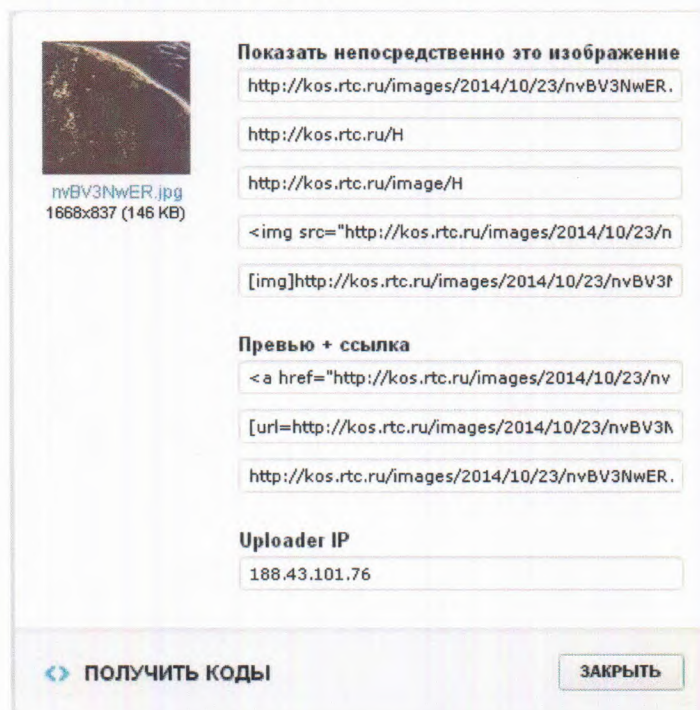 Показать непосредственно это изображение
http://kos.rtc.ru/images/2014/10/23/nvBV3NwER.
http://kos.rtc.ru/H
nvBV3NwER.jpg
1668x837 (146 KB)
http://kos.rtc.ru/image/H
<img src="http://kos.rtc.ru/images/2014/10/23/n
[img]http://kos.rtc.ru/images/2014/10/23/nvBV3
Превью + ссылка
<a href="http://kos.rtc.ru/images/2014/10/23/nv
[url=http://kos.rtc.ru/images/2014/10/23/nvBV3N
http://kos.rtc.ru/images/2014/10/23/nvBV3NwER.
Uploader IP
188.43.101.76
<> ПОЛУЧИТЬ КОДЫ
ЗАКРЫТЬ